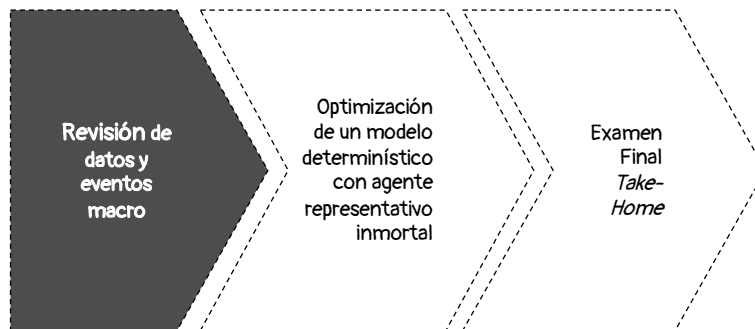 Revisión de
datos y
eventos
macro
Optimización
de un modelo
determinístico
con agente
representativo
inmortal
Examen
Final
Take-
Home